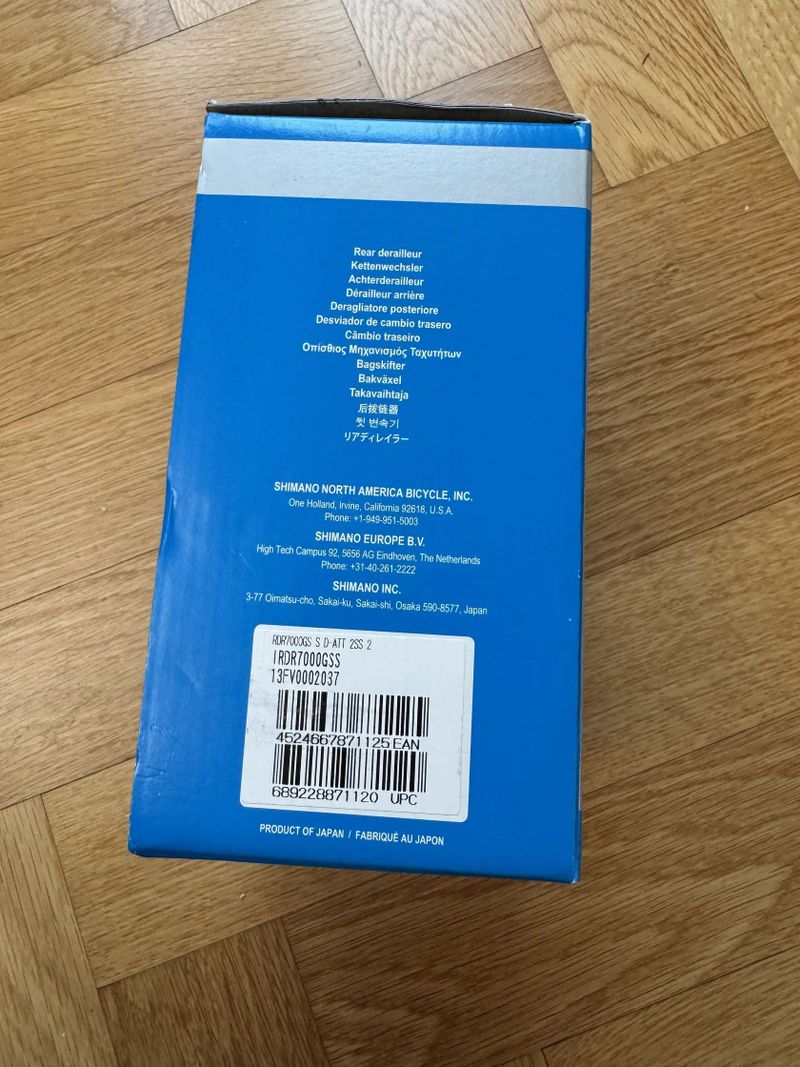 Rear derailleur
Kettenwechsler
Achterderailleur
Dérailleur arrière
Deragliatore posteriore
Desviador de cambio trasero
Câmbio traseiro
Οπίσθιος Μηχανισμός Ταχυτήτων
Bagskifter
Bakväxel
Takavaihtaja
后拨链器
뒷 변속기
リアディレイラー
SHIMANO NORTH AMERICA BICYCLE, INC.
One Holland, Irvine, California 92618, U.S.A.
Phone: +1-949-951-5003
SHIMANO EUROPE B.V.
High Tech Campus 92, 5656 AG Eindhoven, The Netherlands
Phone: +31-40-261-2222
SHIMANO INC.
3-77 Oimatsu-cho, Sakai-ku, Sakai-shi, Osaka 590-8577, Japan
RDR7000GS S D-ATT 2SS 2
IRDR7000GSS
13FV0002037
4524667871125 EAN
689228871120 UPC
PRODUCT OF JAPAN / FABRIQUÉ AU JAPON